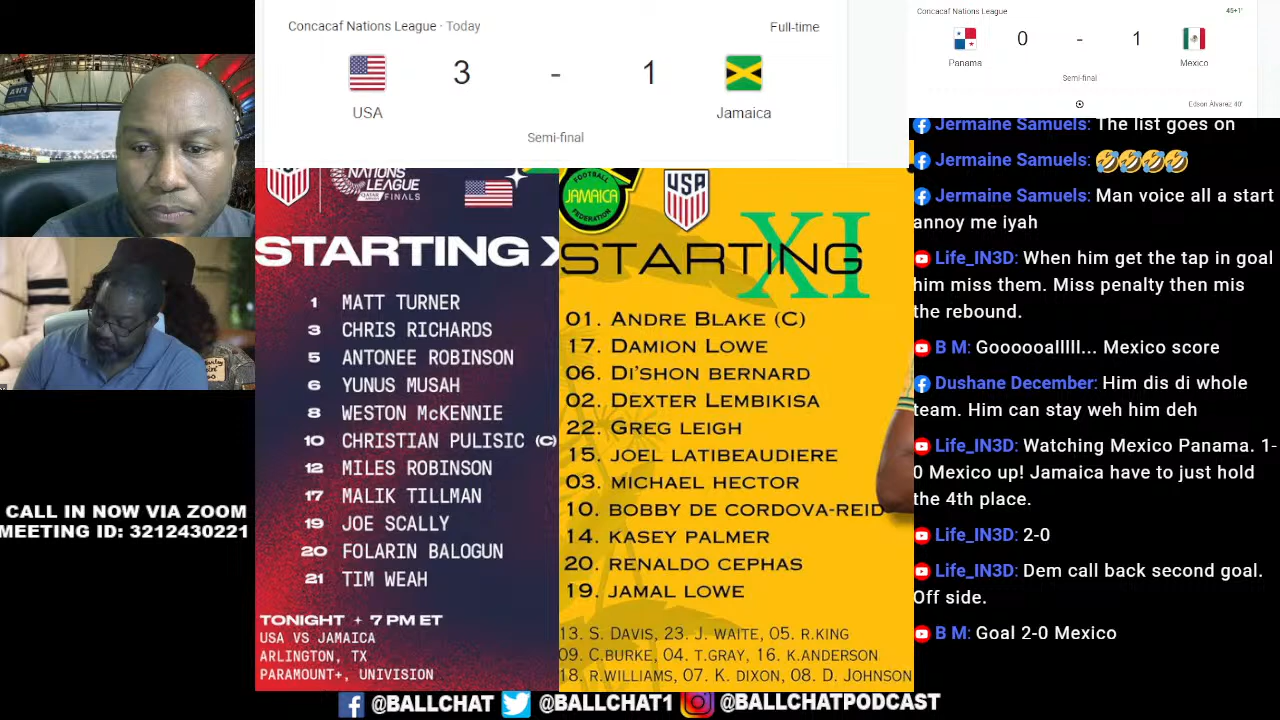 Concacaf Nations League · Today
Full-time
3 - 1
USA
Jamaica
Semi-final
Concacaf Nations League
45+1'
0 - 1
Panama
Mexico
Semi-final
Edson Álvarez 40'
NATIONS
LEAGUE
FINALS
STARTING X
1 MATT TURNER
3 CHRIS RICHARDS
5 ANTONEE ROBINSON
6 YUNUS MUSAH
8 WESTON McKENNIE
10 CHRISTIAN PULISIC (C)
12 MILES ROBINSON
17 MALIK TILLMAN
19 JOE SCALLY
20 FOLARIN BALOGUN
21 TIM WEAH
TONIGHT + 7 PM ET
USA VS JAMAICA
ARLINGTON, TX
PARAMOUNT+, UNIVISION
FOOTBALL
JAMAICA
FEDERATION
USA
STARTING XI
01. ANDRE BLAKE (C)
17. DAMION LOWE
06. DI'SHON BERNARD
02. DEXTER LEMBIKISA
22. GREG LEIGH
15. JOEL LATIBEAUDIERE
03. MICHAEL HECTOR
10. BOBBY DE CORDOVA-REID
14. KASEY PALMER
20. RENALDO CEPHAS
19. JAMAL LOWE
13. S. DAVIS, 23. J. WAITE, 05. R.KING
09. C.BURKE, 04. T.GRAY, 16. K.ANDERSON
18. R.WILLIAMS, 07. K. DIXON, 08. D. JOHNSON
Jermaine Samuels: The list goes on
Jermaine Samuels: 🤣🤣🤣🤣
Jermaine Samuels: Man voice all a start
annoy me iyah
Life_IN3D: When him get the tap in goal
him miss them. Miss penalty then mis
the rebound.
B M: Goooooalllll... Mexico score
Dushane December: Him dis di whole
team. Him can stay weh him deh
Life_IN3D: Watching Mexico Panama. 1-
0 Mexico up! Jamaica have to just hold
the 4th place.
Life_IN3D: 2-0
Life_IN3D: Dem call back second goal.
Off side.
B M: Goal 2-0 Mexico
CALL IN NOW VIA ZOOM
MEETING ID: 3212430221
@BALLCHAT @BALLCHAT1 @BALLCHATPODCAST